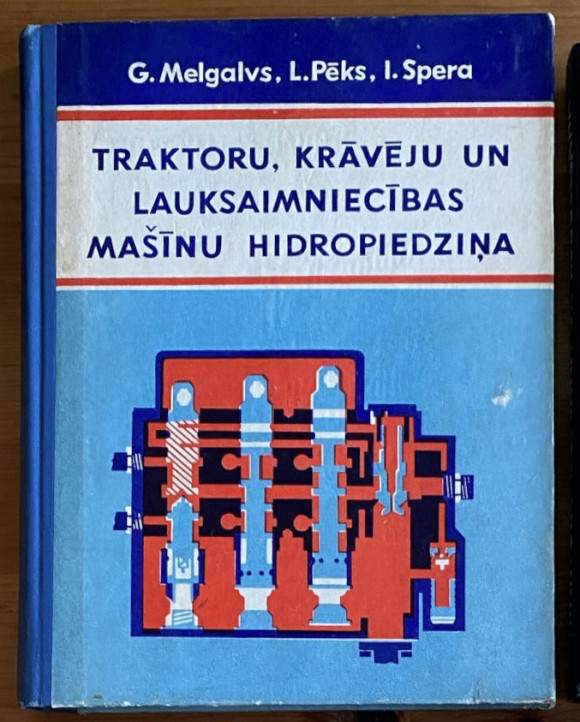 G. Melgalvs, L. Pēks, I. Spera
TRAKTORU, KRĀVĒJU UN
LAUKSAIMNIECĪBAS
MAŠĪNU HIDROPIEDZIŅA